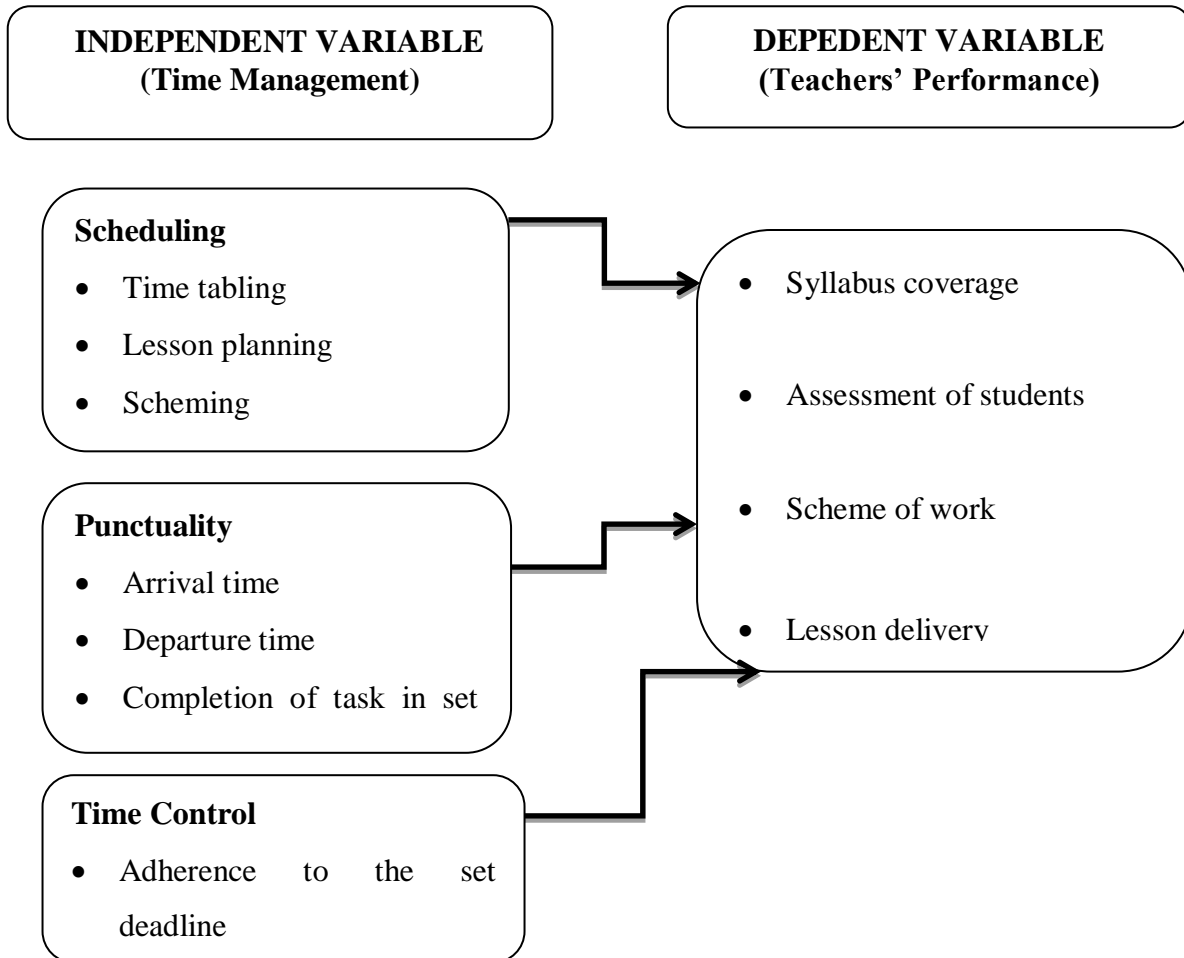 INDEPENDENT VARIABLE
(Time Management)
DEPEDENT VARIABLE
(Teachers’ Performance)
Scheduling
• Time tabling
• Lesson planning
• Scheming
Punctuality
• Arrival time
• Departure time
• Completion of task in set
Time Control
• Adherence to the set
deadline
• Syllabus coverage
• Assessment of students
• Scheme of work
• Lesson delivery